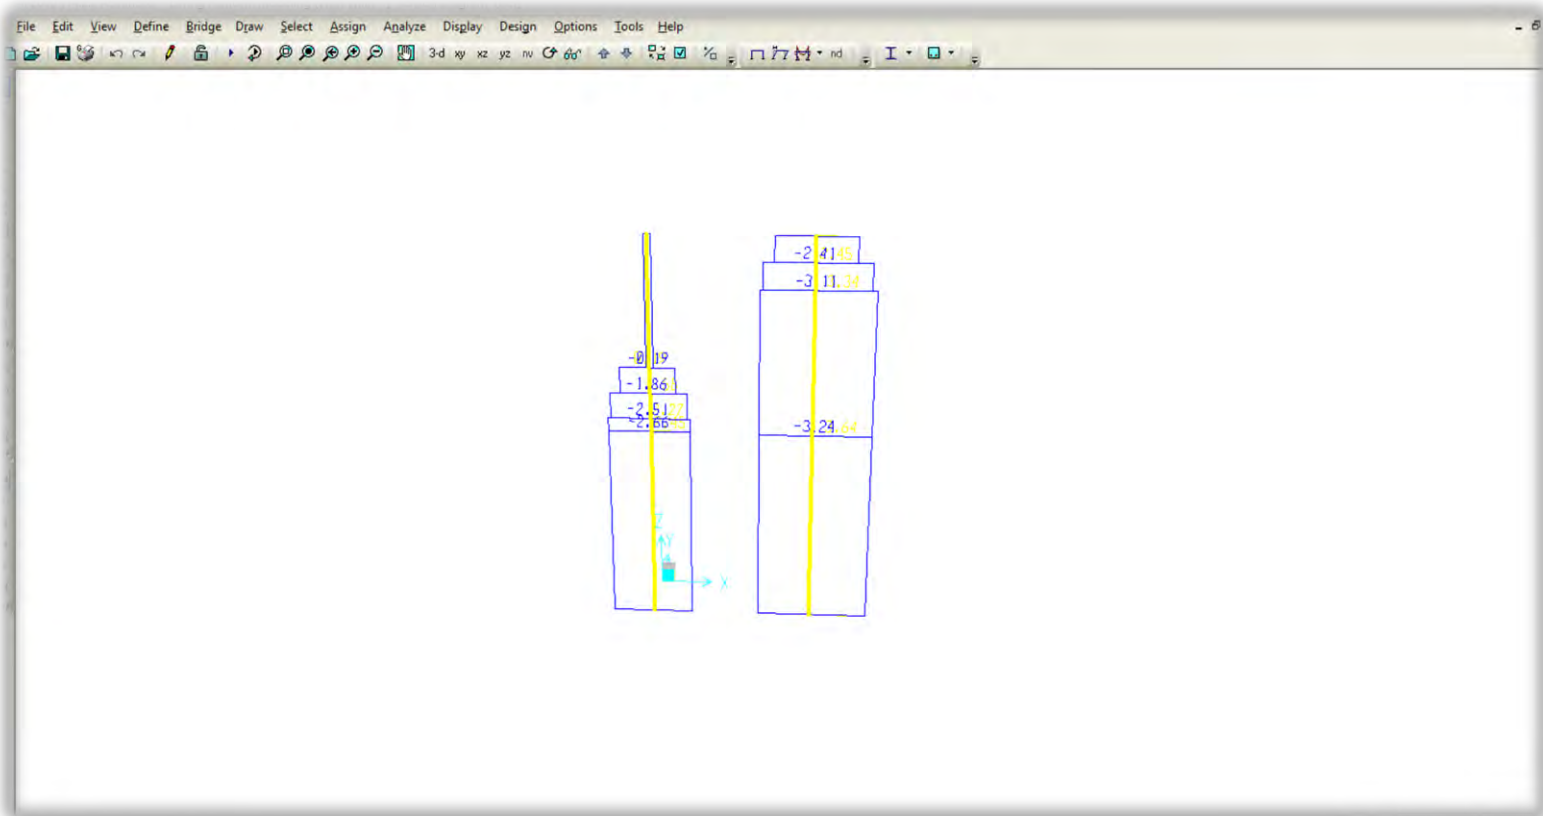 File Edit View Define Bridge Draw Select Assign Analyze Display Design Options Tools Help
3-d xy xz yz nv nd
-2.41
-3.11
-0.19
-1.86
-2.51
-2.66
-3.24
Z
Y
X